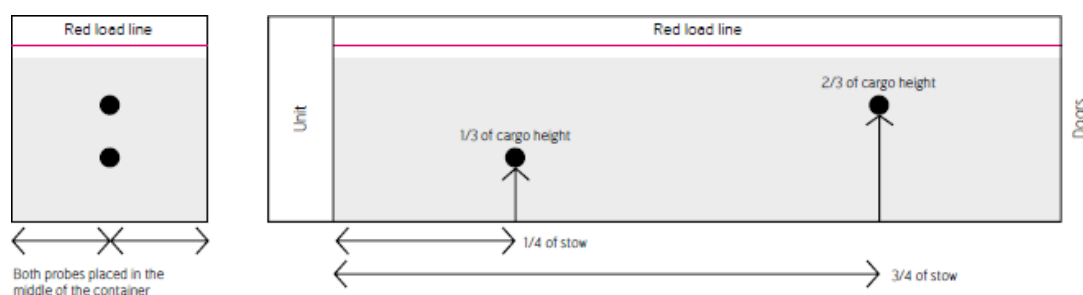 Red load line
Both probes placed in the
middle of the container
Unit
Red load line
1/3 of cargo height
2/3 of cargo height
Doors
1/4 of stow
3/4 of stow